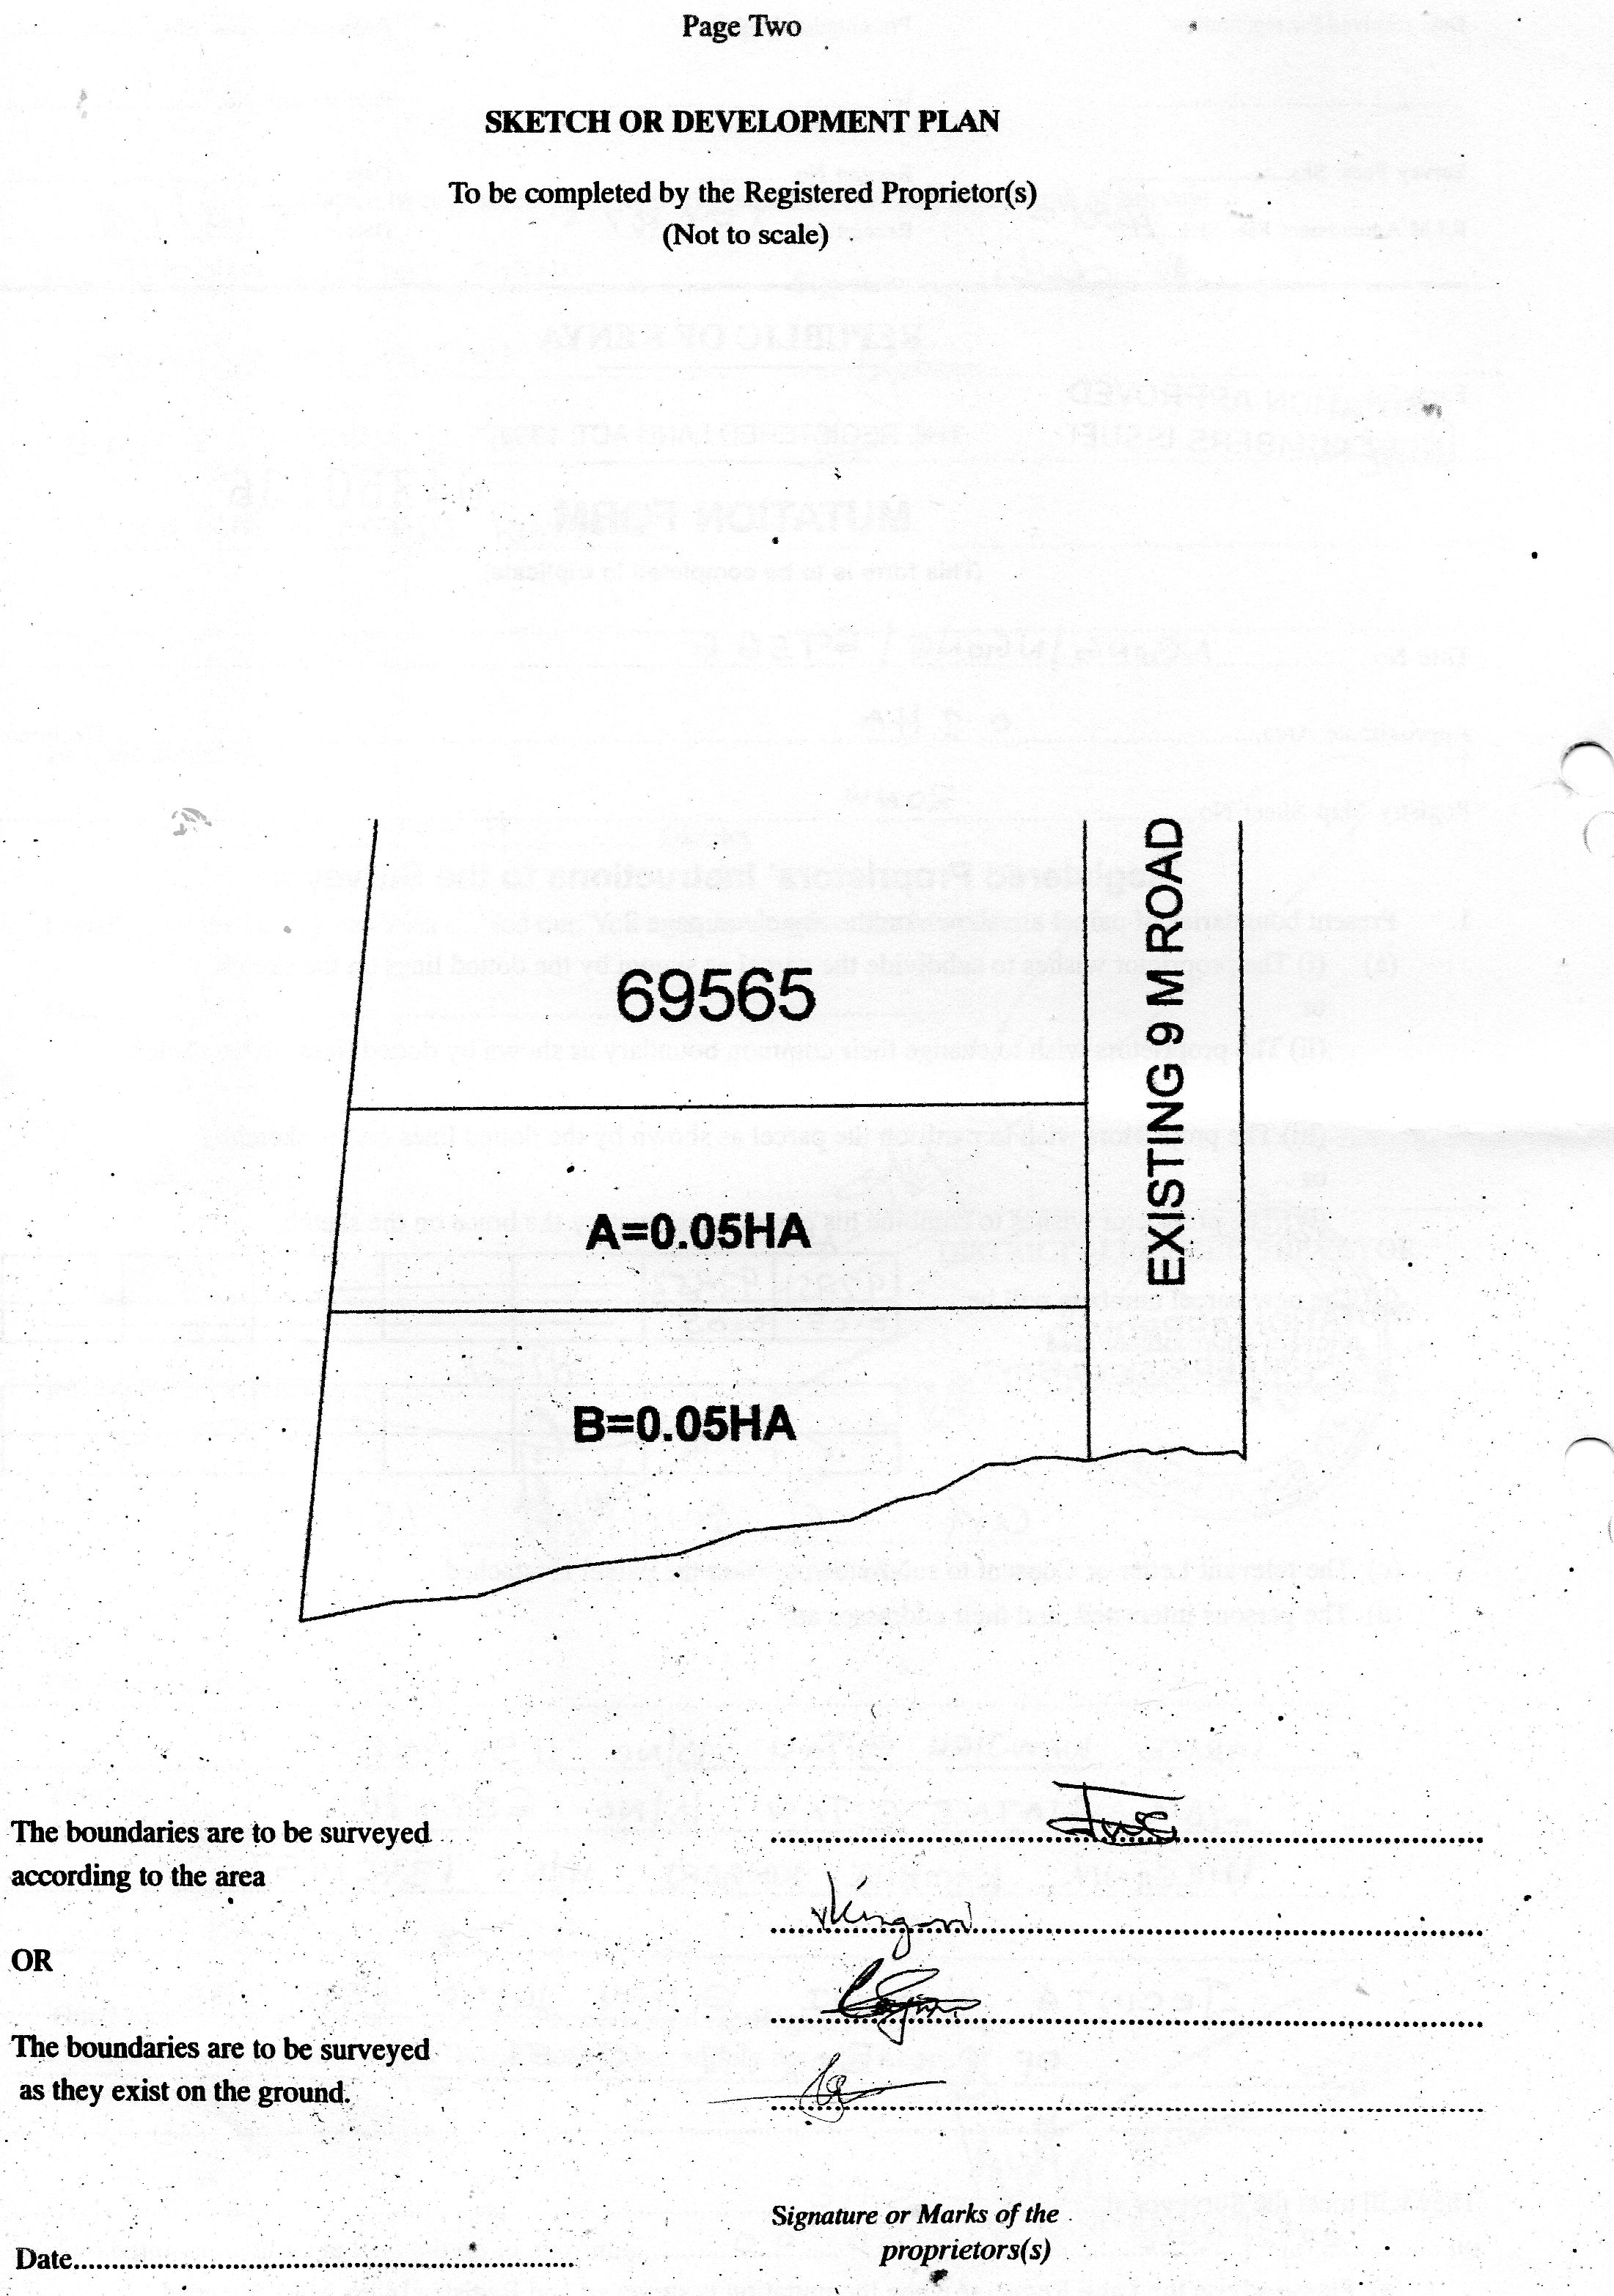 Page Two
SKETCH OR DEVELOPMENT PLAN
To be completed by the Registered Proprietor(s)
(Not to scale)
EXISTING 9 M ROAD
69565
A=0.05HA
B=0.05HA
The boundaries are to be surveyed
according to the area
OR
The boundaries are to be surveyed
as they exist on the ground.
Signature or Marks of the
proprietors(s)
Date